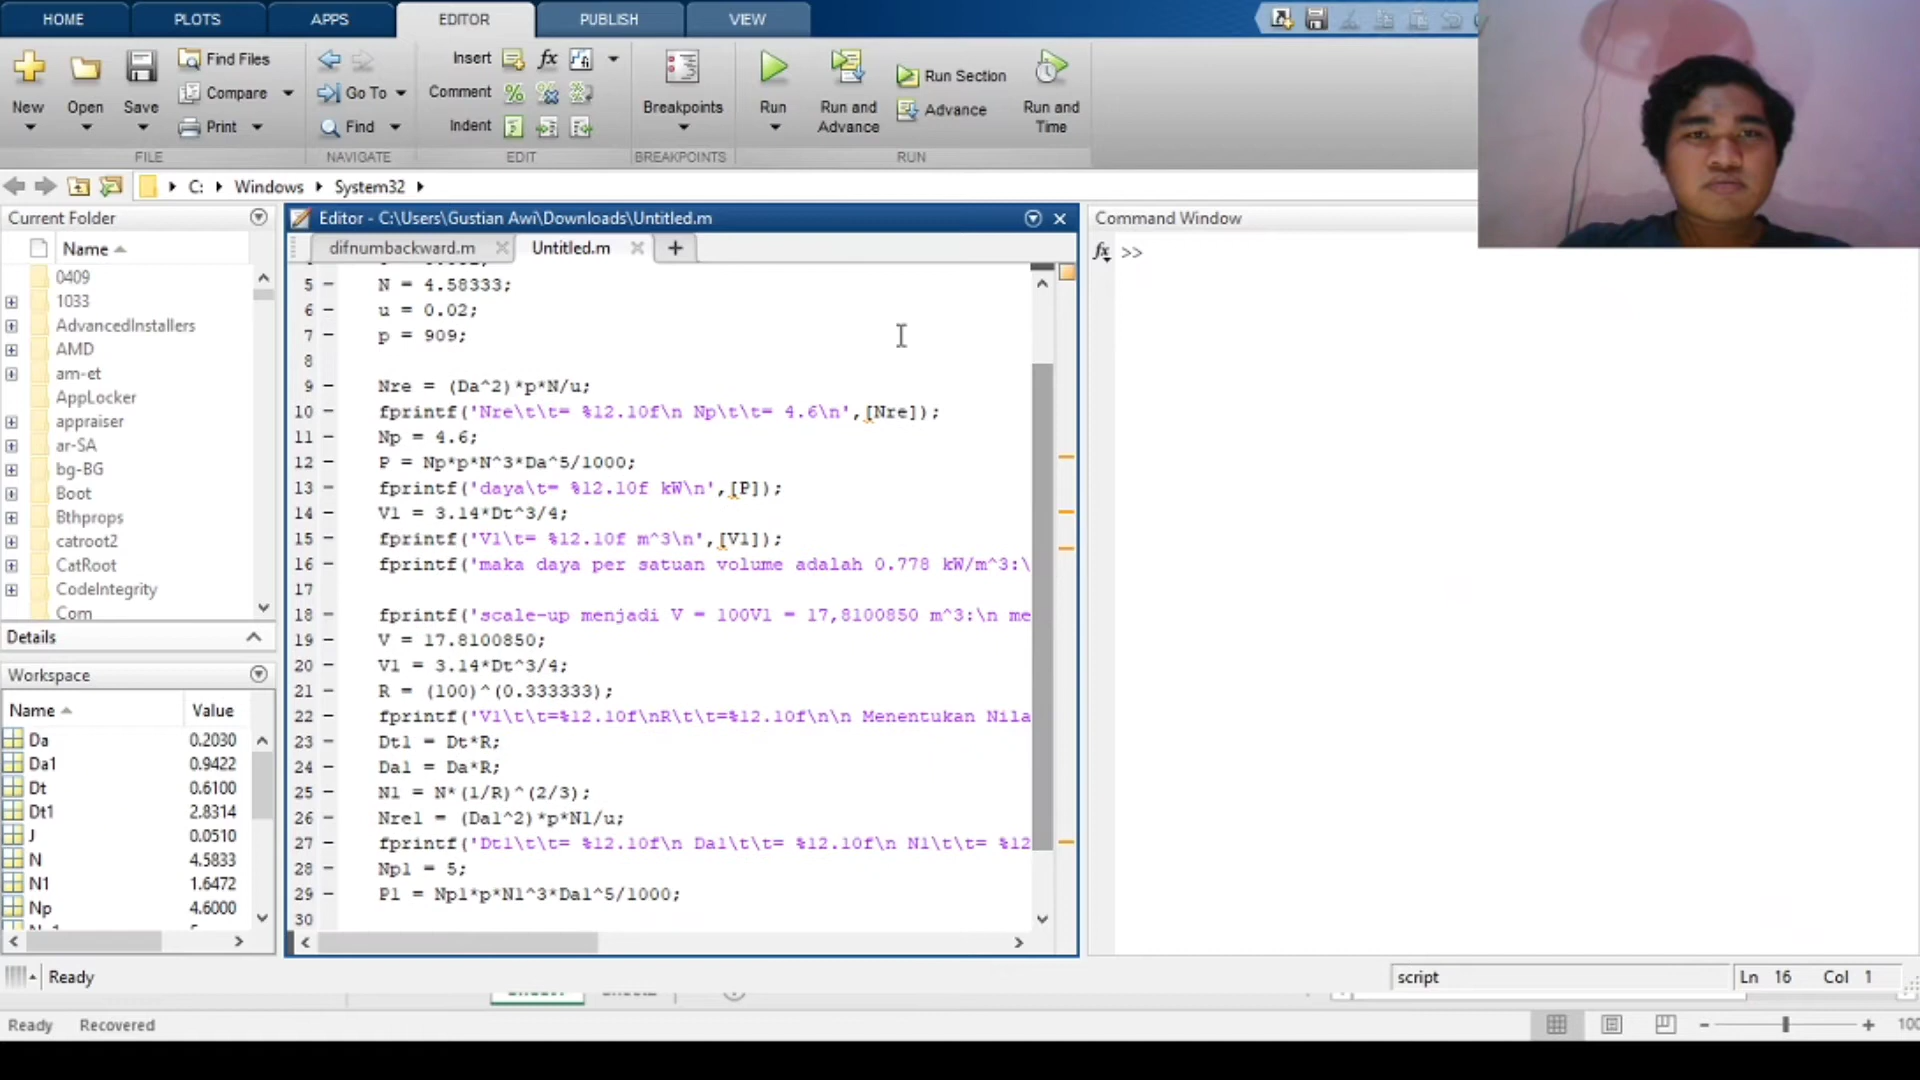 HOME PLOTS APPS EDITOR PUBLISH VIEW
New
Open
Save
Find Files
Compare
Print
FILE
Go To
Find
NAVIGATE
Insert fx
Comment
Indent
EDIT
Breakpoints
BREAKPOINTS
Run
Run and
Advance
Run Section
Advance
Run and
Time
RUN
C: Windows System32
Current Folder
Name
0409
1033
AdvancedInstallers
AMD
am-et
AppLocker
appraiser
ar-SA
bg-BG
Boot
Bthprops
catroot2
CatRoot
CodeIntegrity
Com
Details
Workspace
Name Value
Da 0.2030
Da1 0.9422
Dt 0.6100
Dt1 2.8314
J 0.0510
N 4.5833
N1 1.6472
Np 4.6000
Ready
Editor - C:\Users\Gustian Awi\Downloads\Untitled.m
difnumbackward.m Untitled.m +
5 - N = 4.58333;
6 - u = 0.02;
7 - p = 909;
8
9 - Nre = (Da^2)*p*N/u;
10 - fprintf('Nre\t\t= %12.10f\n Np\t\t= 4.6\n',[Nre]);
11 - Np = 4.6;
12 - P = Np*p*N^3*Da^5/1000;
13 - fprintf('daya\t= %12.10f kW\n',[P]);
14 - V1 = 3.14*Dt^3/4;
15 - fprintf('V1\t= %12.10f m^3\n',[V1]);
16 - fprintf('maka daya per satuan volume adalah 0.778 kW/m^3:\
17
18 - fprintf('scale-up menjadi V = 100V1 = 17,8100850 m^3:\n me
19 - V = 17.8100850;
20 - V1 = 3.14*Dt^3/4;
21 - R = (100)^(0.333333);
22 - fprintf('V1\t\t=%12.10f\nR\t\t=%12.10f\n\n Menentukan Nila
23 - Dt1 = Dt*R;
24 - Da1 = Da*R;
25 - N1 = N*(1/R)^(2/3);
26 - Nre1 = (Da1^2)*p*N1/u;
27 - fprintf('Dt1\t\t= %12.10f\n Da1\t\t= %12.10f\n N1\t\t= %12
28 - Np1 = 5;
29 - P1 = Np1*p*N1^3*Da1^5/1000;
30
Command Window
fx >>
script Ln 16 Col 1
Ready Recovered
100